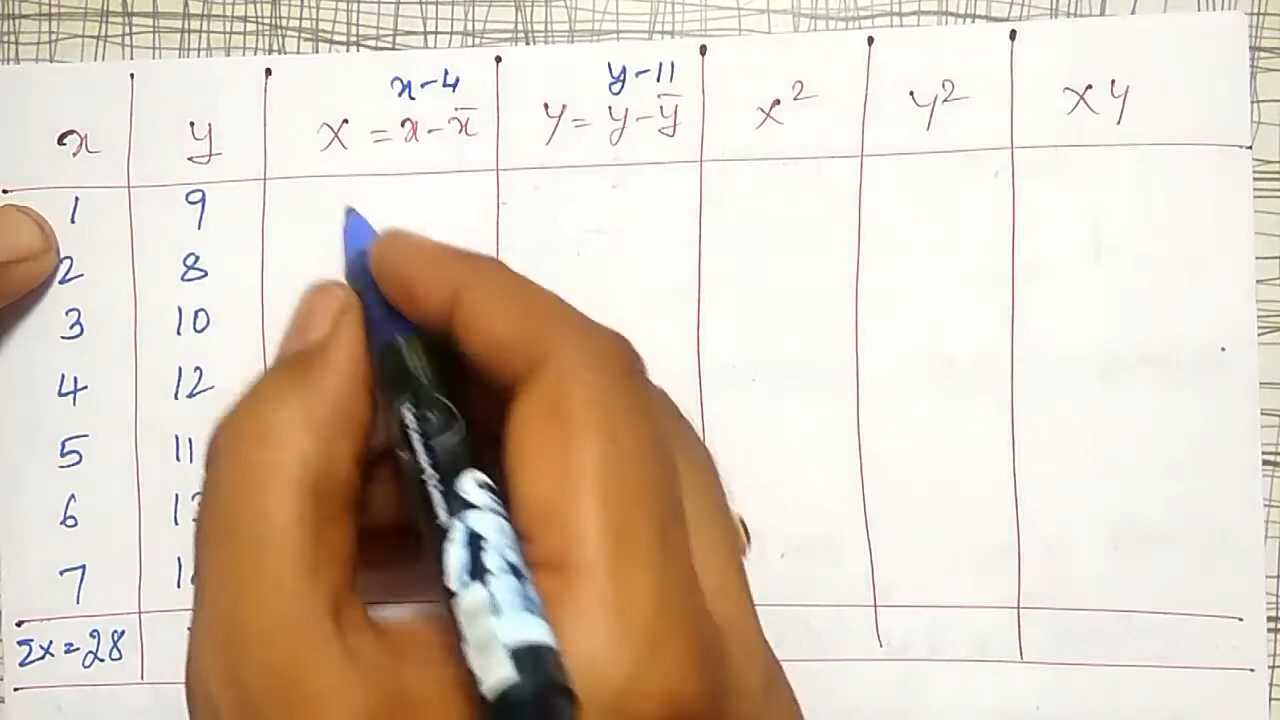 x-4 y-11
x y X = x-x̄ Y= y-ȳ X² Y² XY
1 9
2 8
3 10
4 12
5 11
6
7
Σx=28